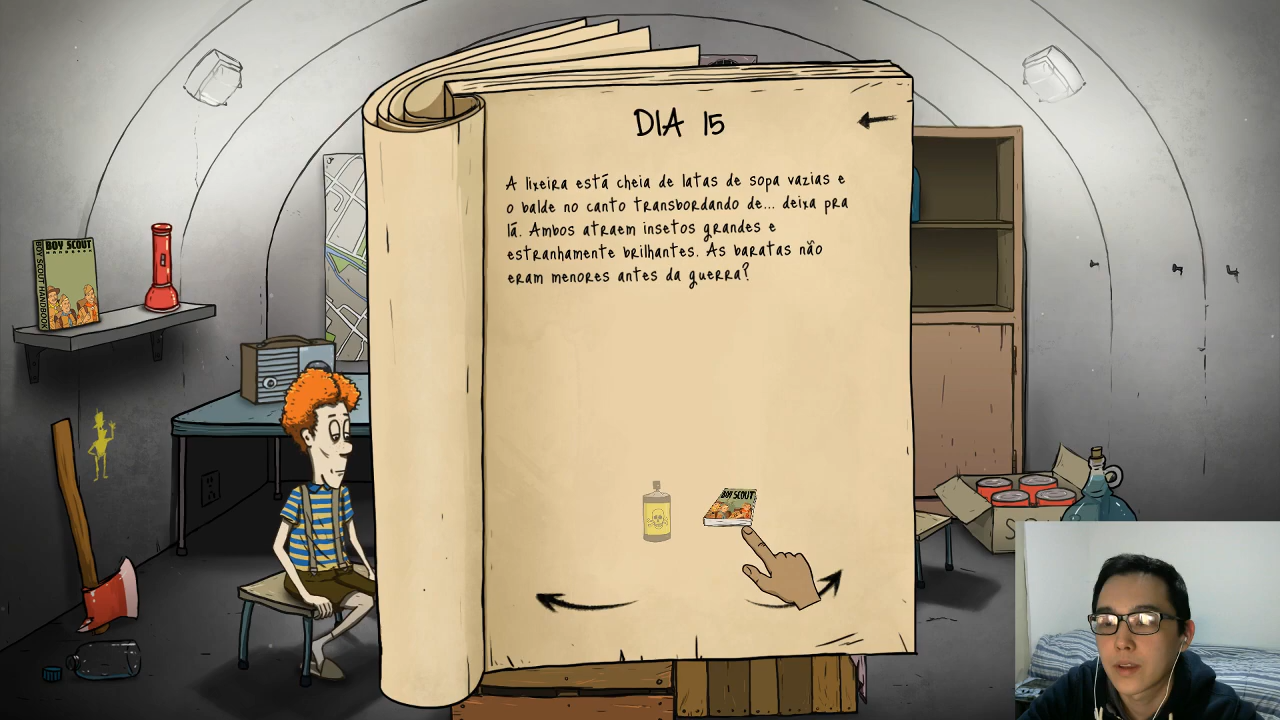 DIA 15
A lixeira está cheia de latas de sopa vazias e
o balde no canto transbordando de... deixa pra
lá. Ambos atraem insetos grandes e
estranhamente brilhantes. As baratas não
eram menores antes da guerra?
BOY SCOUT
BOY SCOUT HANDBOOK
BOY SCOUT